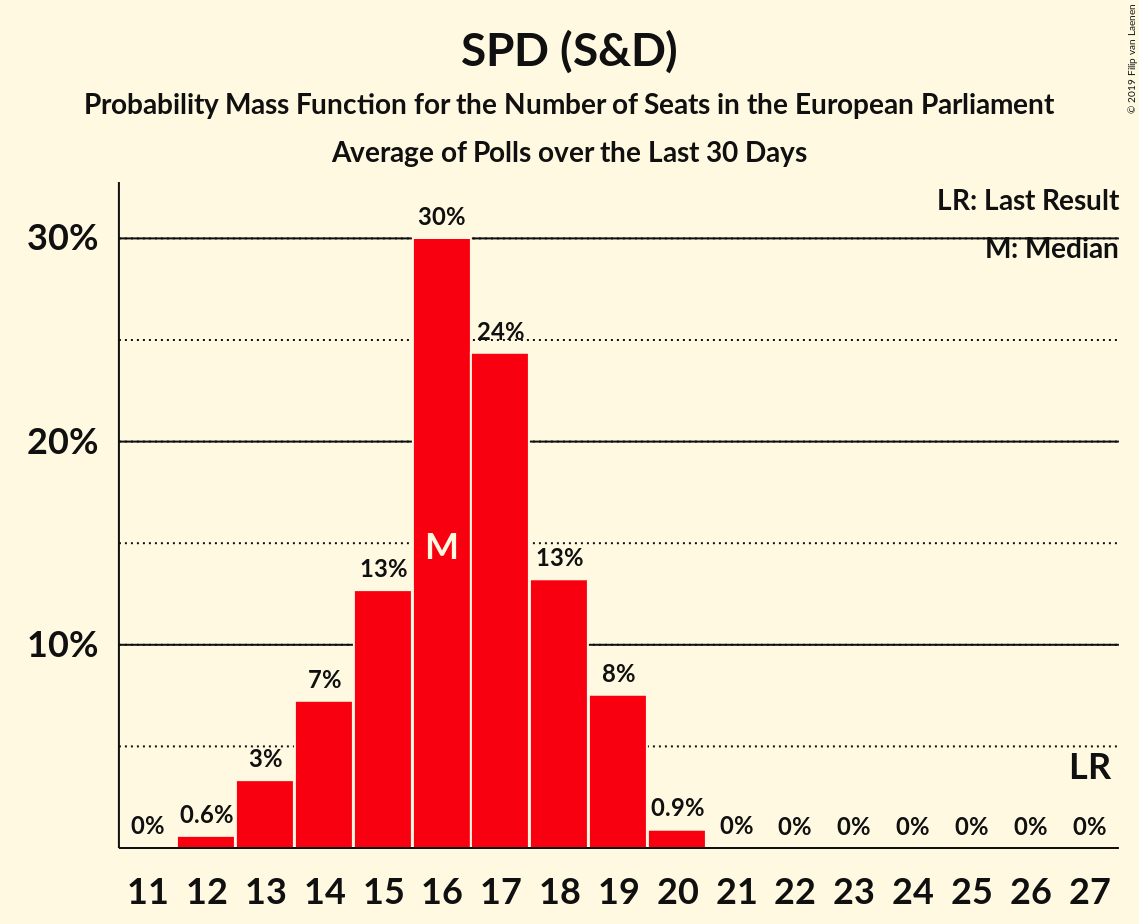 SPD (S&D)
Probability Mass Function for the Number of Seats in the European Parliament
Average of Polls over the Last 30 Days
© 2019 Filip van Laenen
LR: Last Result
M: Median
30%
20%
10%
0%
0.6%
3%
7%
13%
30%
24%
13%
8%
0.9%
0%
0%
0%
0%
0%
0%
0%
M
LR
11 12 13 14 15 16 17 18 19 20 21 22 23 24 25 26 27